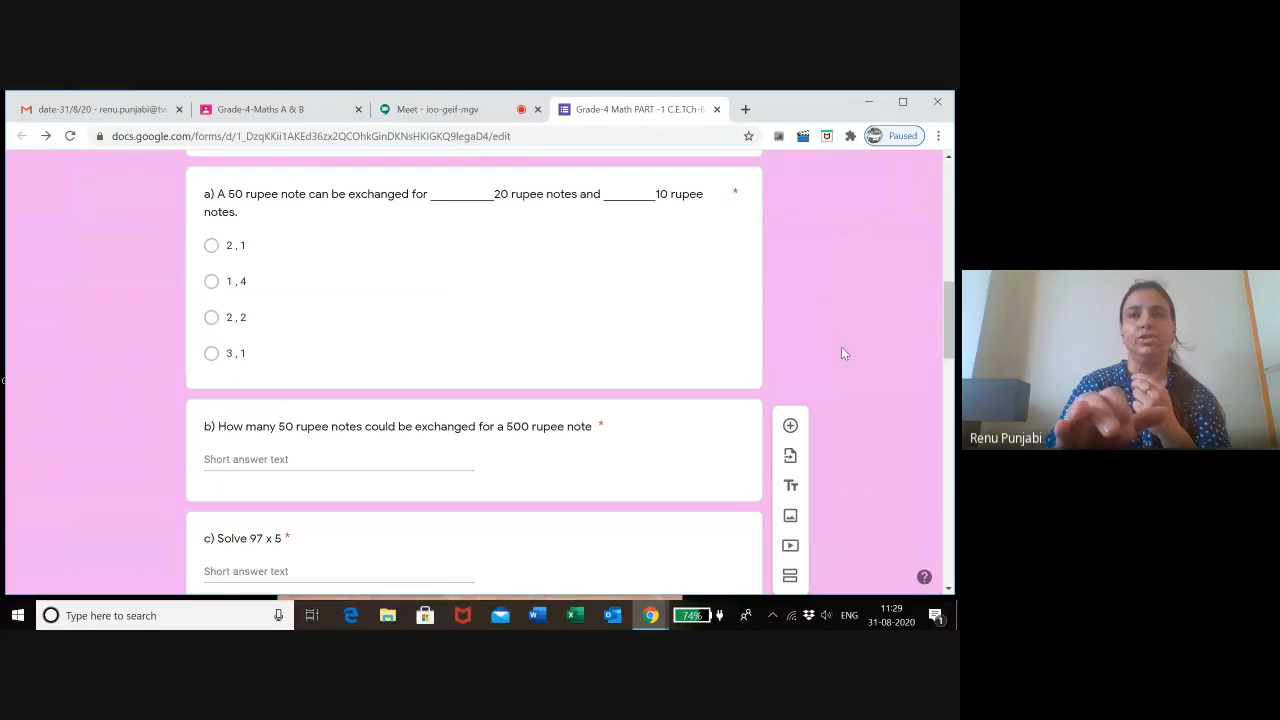 date-31/8/20 - renu.punjabi@tvi
Grade-4-Maths A & B
Meet - ioo-geif-mgv
Grade-4 Math PART -1 C.E.TCh-6
docs.google.com/forms/d/1_DzqKKii1AKEd36zx2QCOhkGinDKNsHKIGKQ9legaD4/edit
Paused
a) A 50 rupee note can be exchanged for __________20 rupee notes and ________10 rupee *
notes.
2 , 1
1 , 4
2 , 2
3 , 1
b) How many 50 rupee notes could be exchanged for a 500 rupee note *
Short answer text
c) Solve 97 x 5 *
Short answer text
Renu Punjabi
Type here to search
74%
ENG
11:29
31-08-2020